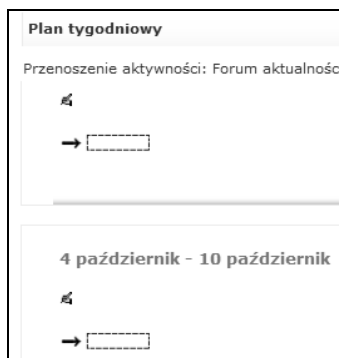 Plan tygodniowy
Przenoszenie aktywności: Forum aktualnośc
4 październik - 10 październik